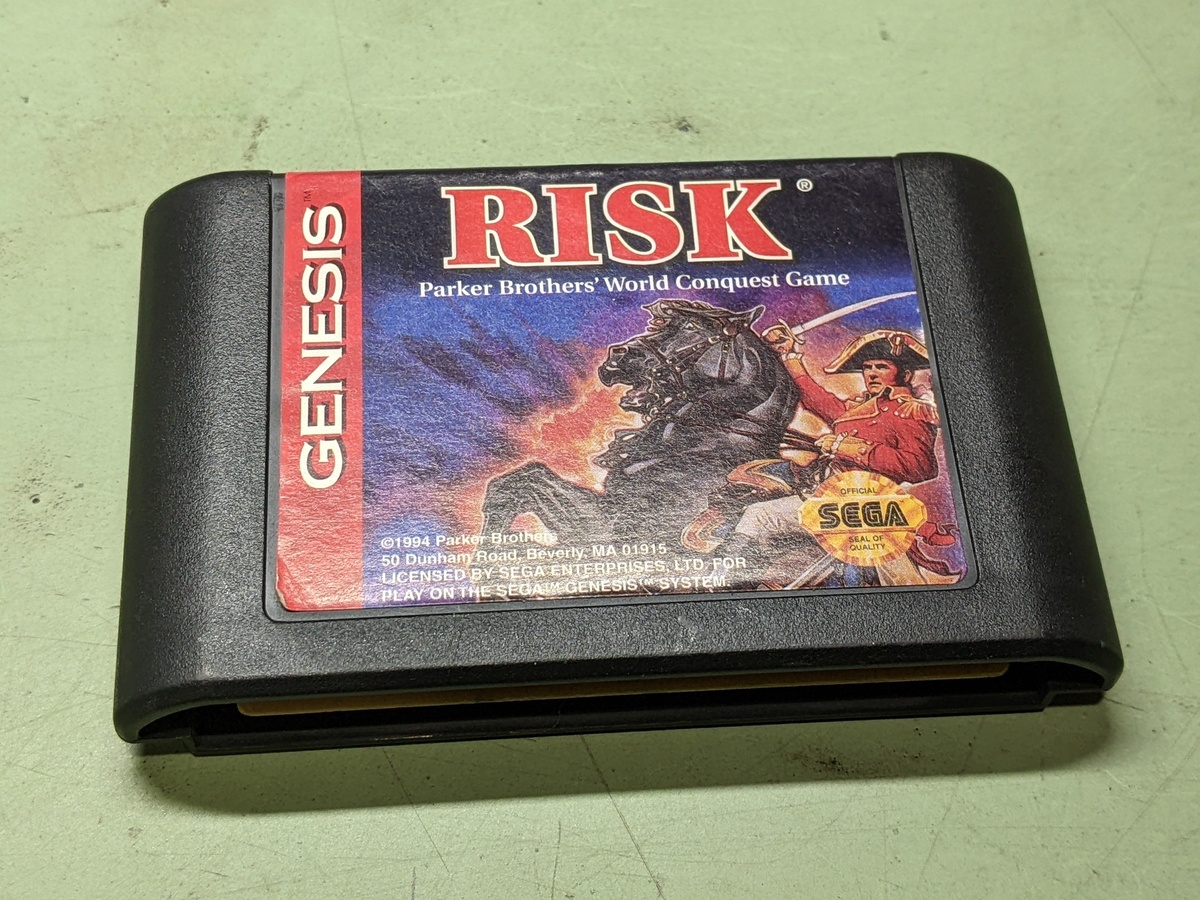 GENESIS™
RISK®
Parker Brothers' World Conquest Game
OFFICIAL
SEGA
SEAL OF
QUALITY
©1994 Parker Brothers
50 Dunham Road, Beverly, MA 01915
LICENSED BY SEGA ENTERPRISES, LTD. FOR
PLAY ON THE SEGA™ GENESIS™ SYSTEM.